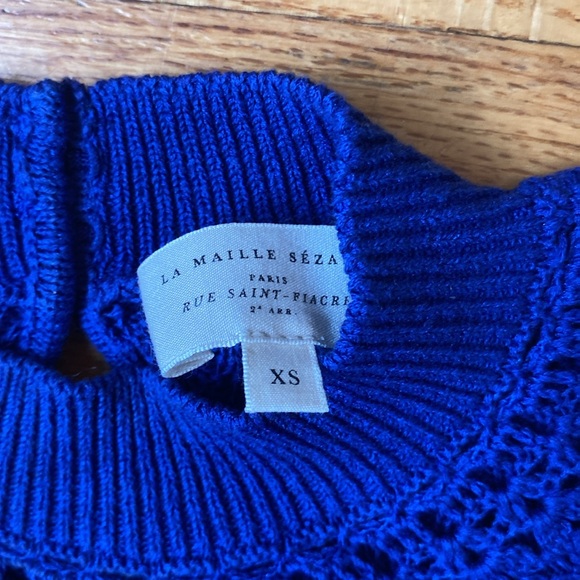 LA MAILLE SÉZA
PARIS
RUE SAINT-FIACRE
2e ARR.
XS